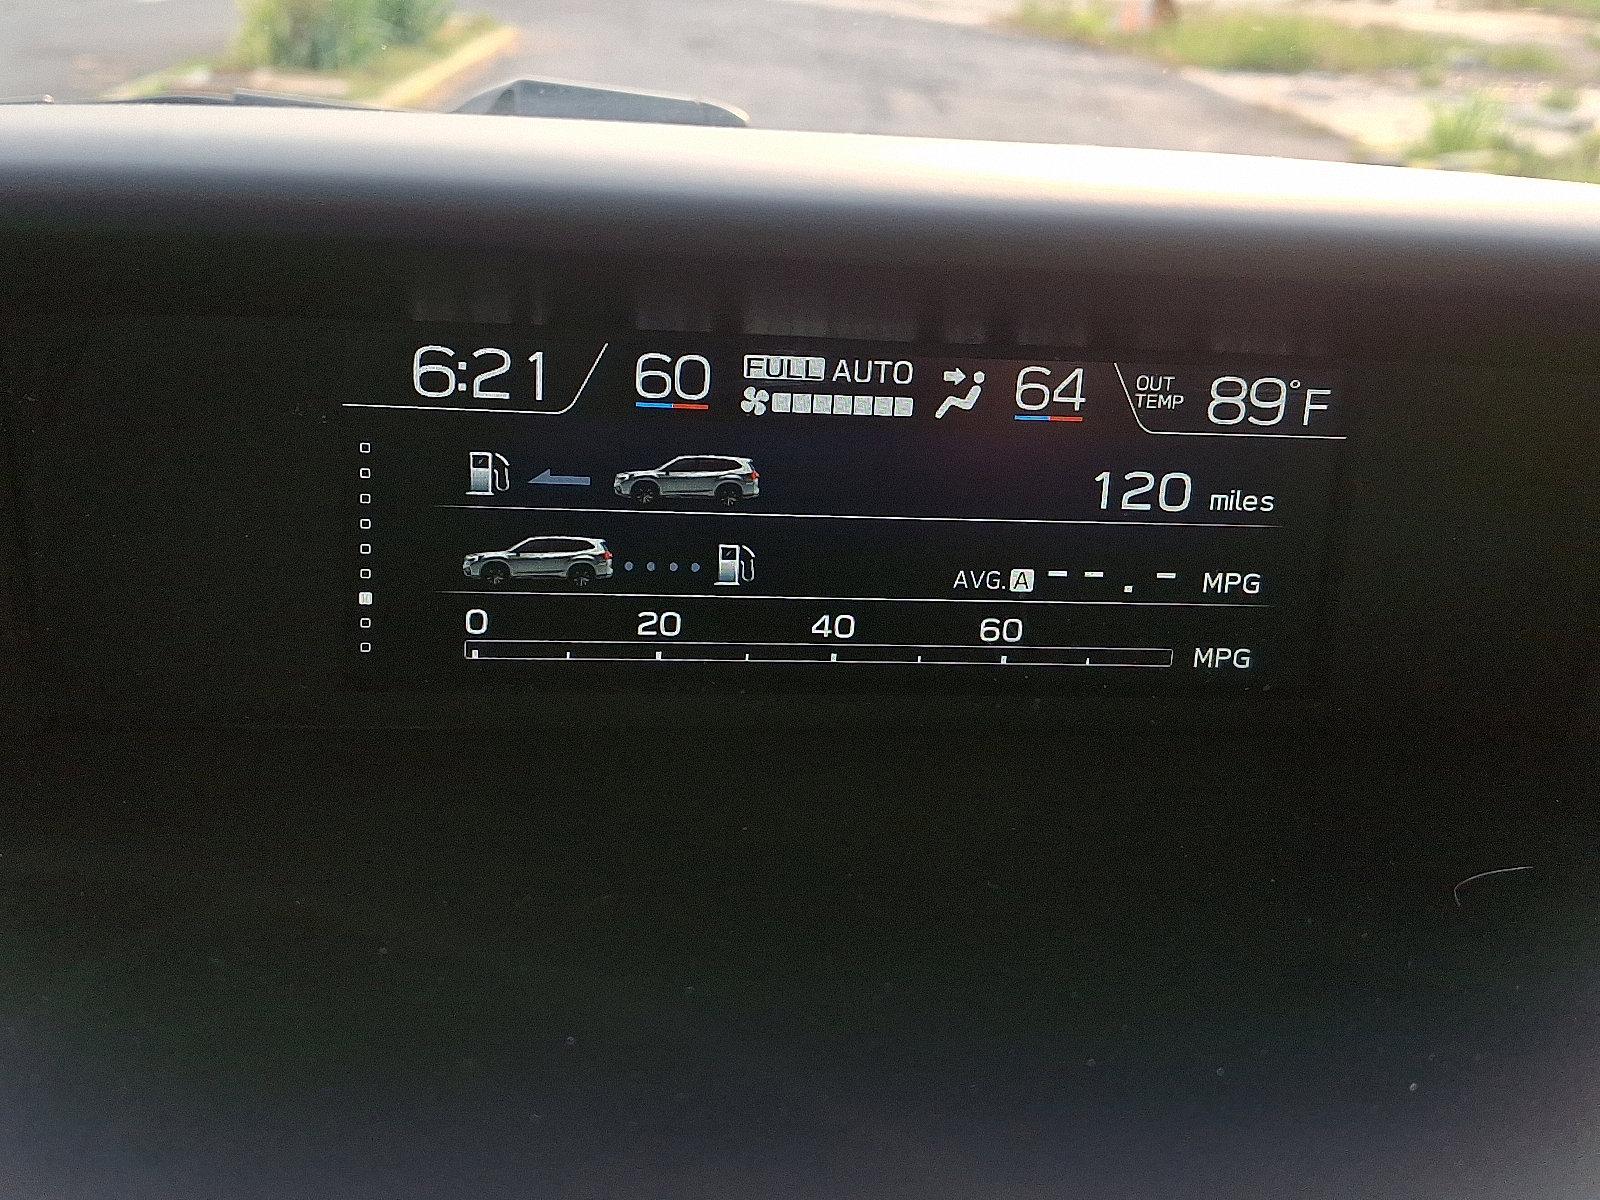 6:21 60 FULL AUTO 64 OUT TEMP 89°F
120 miles
AVG. A --.- MPG
0 20 40 60
MPG